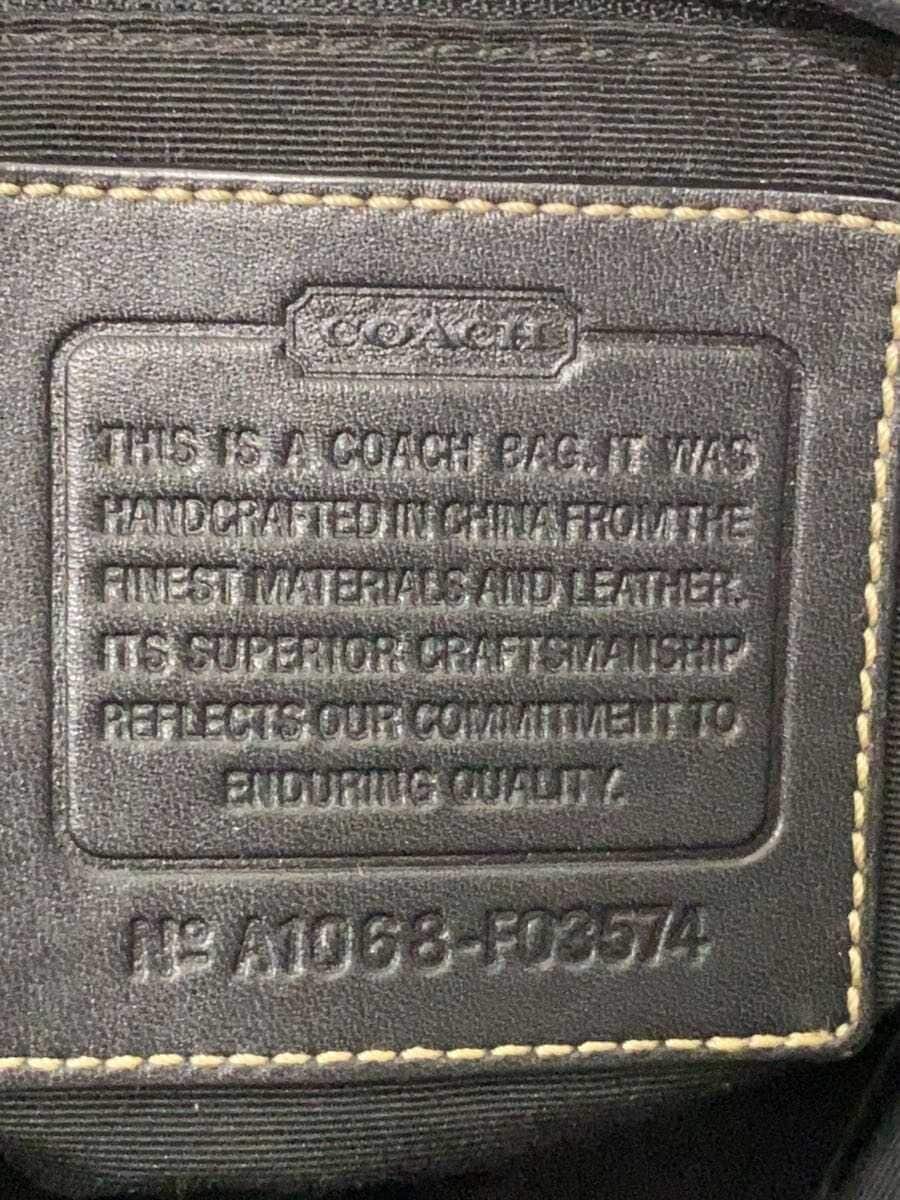 COACH
THIS IS A COACH BAG. IT WAS
HANDCRAFTED IN CHINA FROM THE
FINEST MATERIALS AND LEATHER.
ITS SUPERIOR CRAFTSMANSHIP
REFLECTS OUR COMMITMENT TO
ENDURING QUALITY.
Nº A1068-F03574